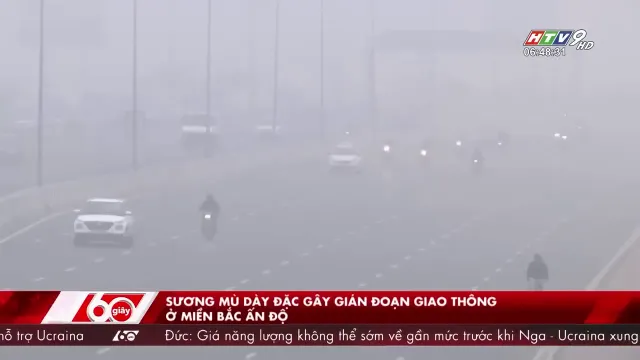 HTV9 HD
06:48:31
60 giây
SƯƠNG MÙ DÀY ĐẶC GÂY GIÁN ĐOẠN GIAO THÔNG
Ở MIỀN BẮC ẤN ĐỘ
hỗ trợ Ucraina
60
Đức: Giá năng lượng không thể sớm về gần mức trước khi Nga - Ucraina xung